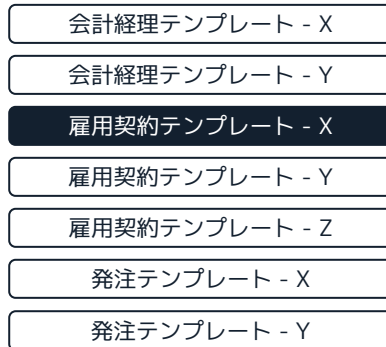 会計経理テンプレート - X
会計経理テンプレート - Y
雇用契約テンプレート - X
雇用契約テンプレート - Y
雇用契約テンプレート - Z
発注テンプレート - X
発注テンプレート - Y